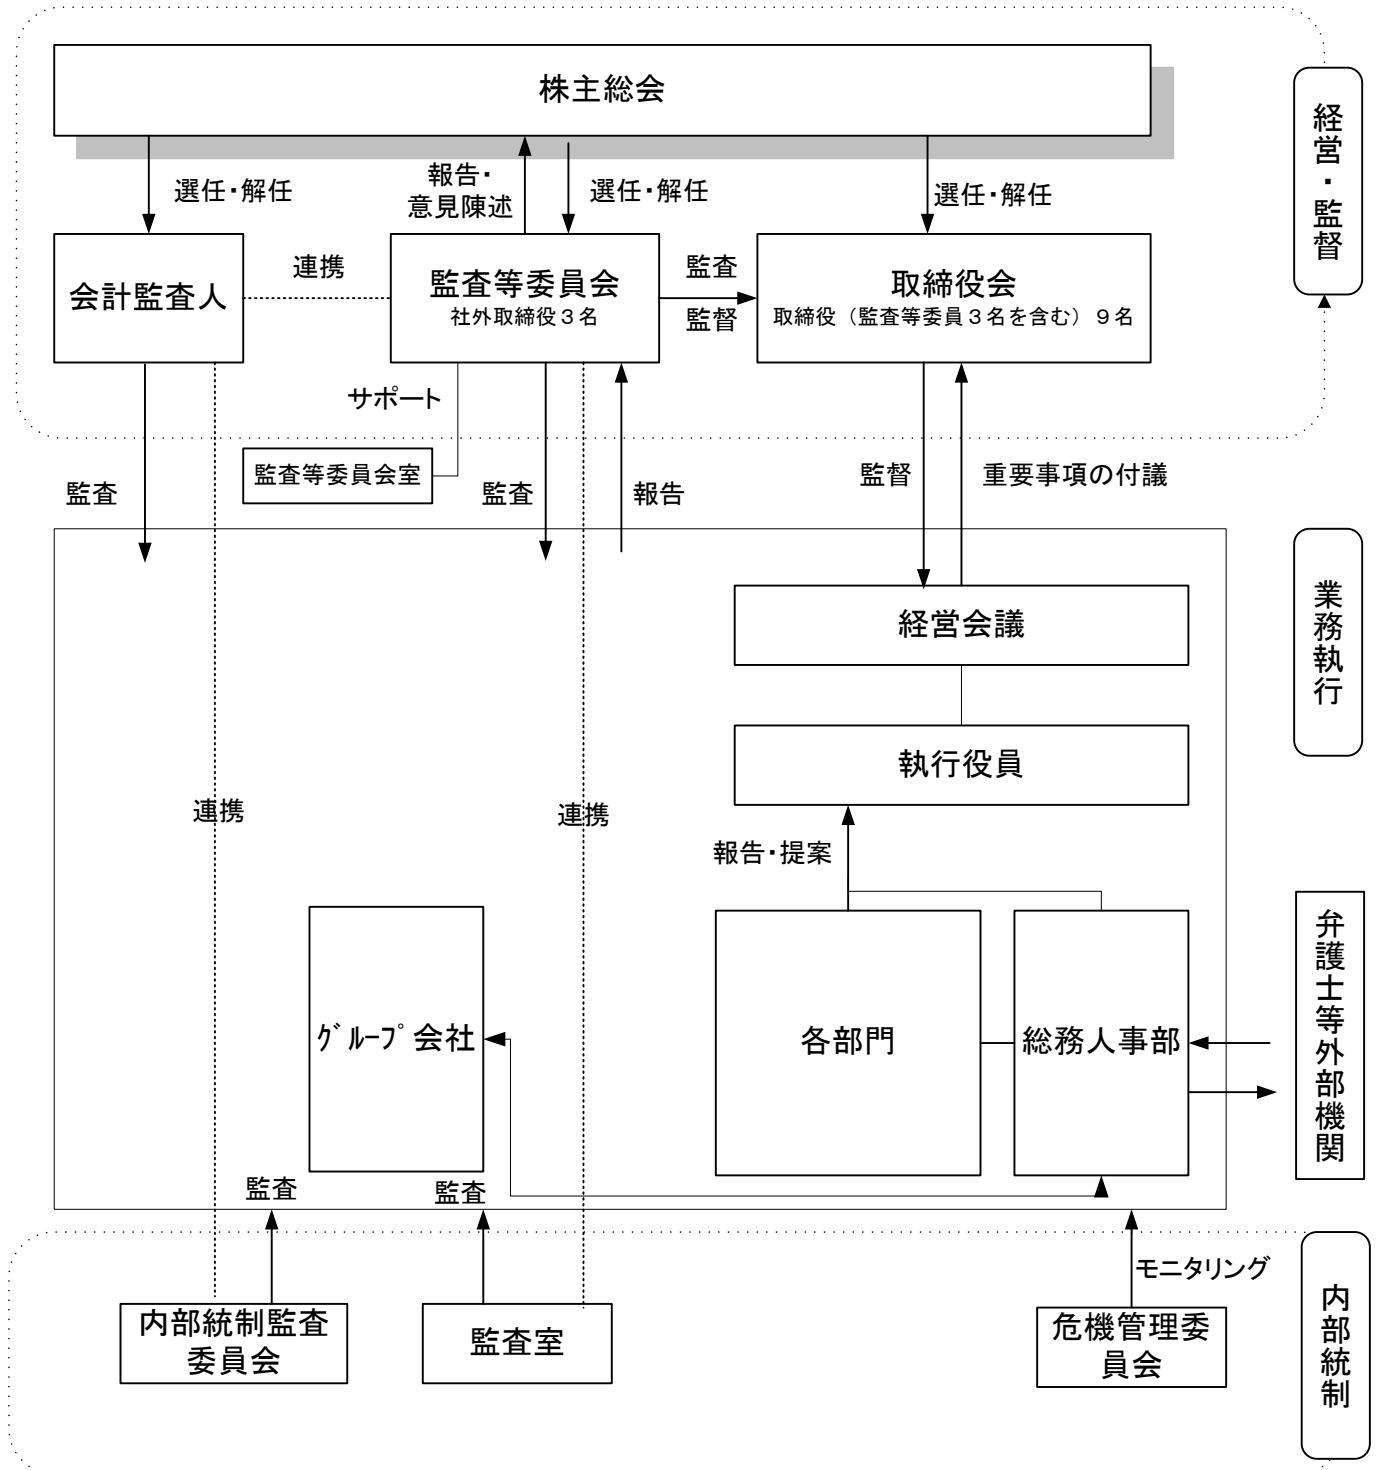 株主総会
経営・監督
選任・解任
報告・
意見陳述
選任・解任
選任・解任
会計監査人
連携
監査等委員会
社外取締役３名
監査
監督
取締役会
取締役（監査等委員３名を含む）９名
サポート
監査等委員会室
監査
監査
報告
監督
重要事項の付議
経営会議
業務執行
執行役員
連携
連携
報告・提案
ｸﾞﾙｰﾌﾟ会社
各部門
総務人事部
弁護士等外部機関
監査
監査
モニタリング
内部統制監査
委員会
監査室
危機管理委
員会
内部統制